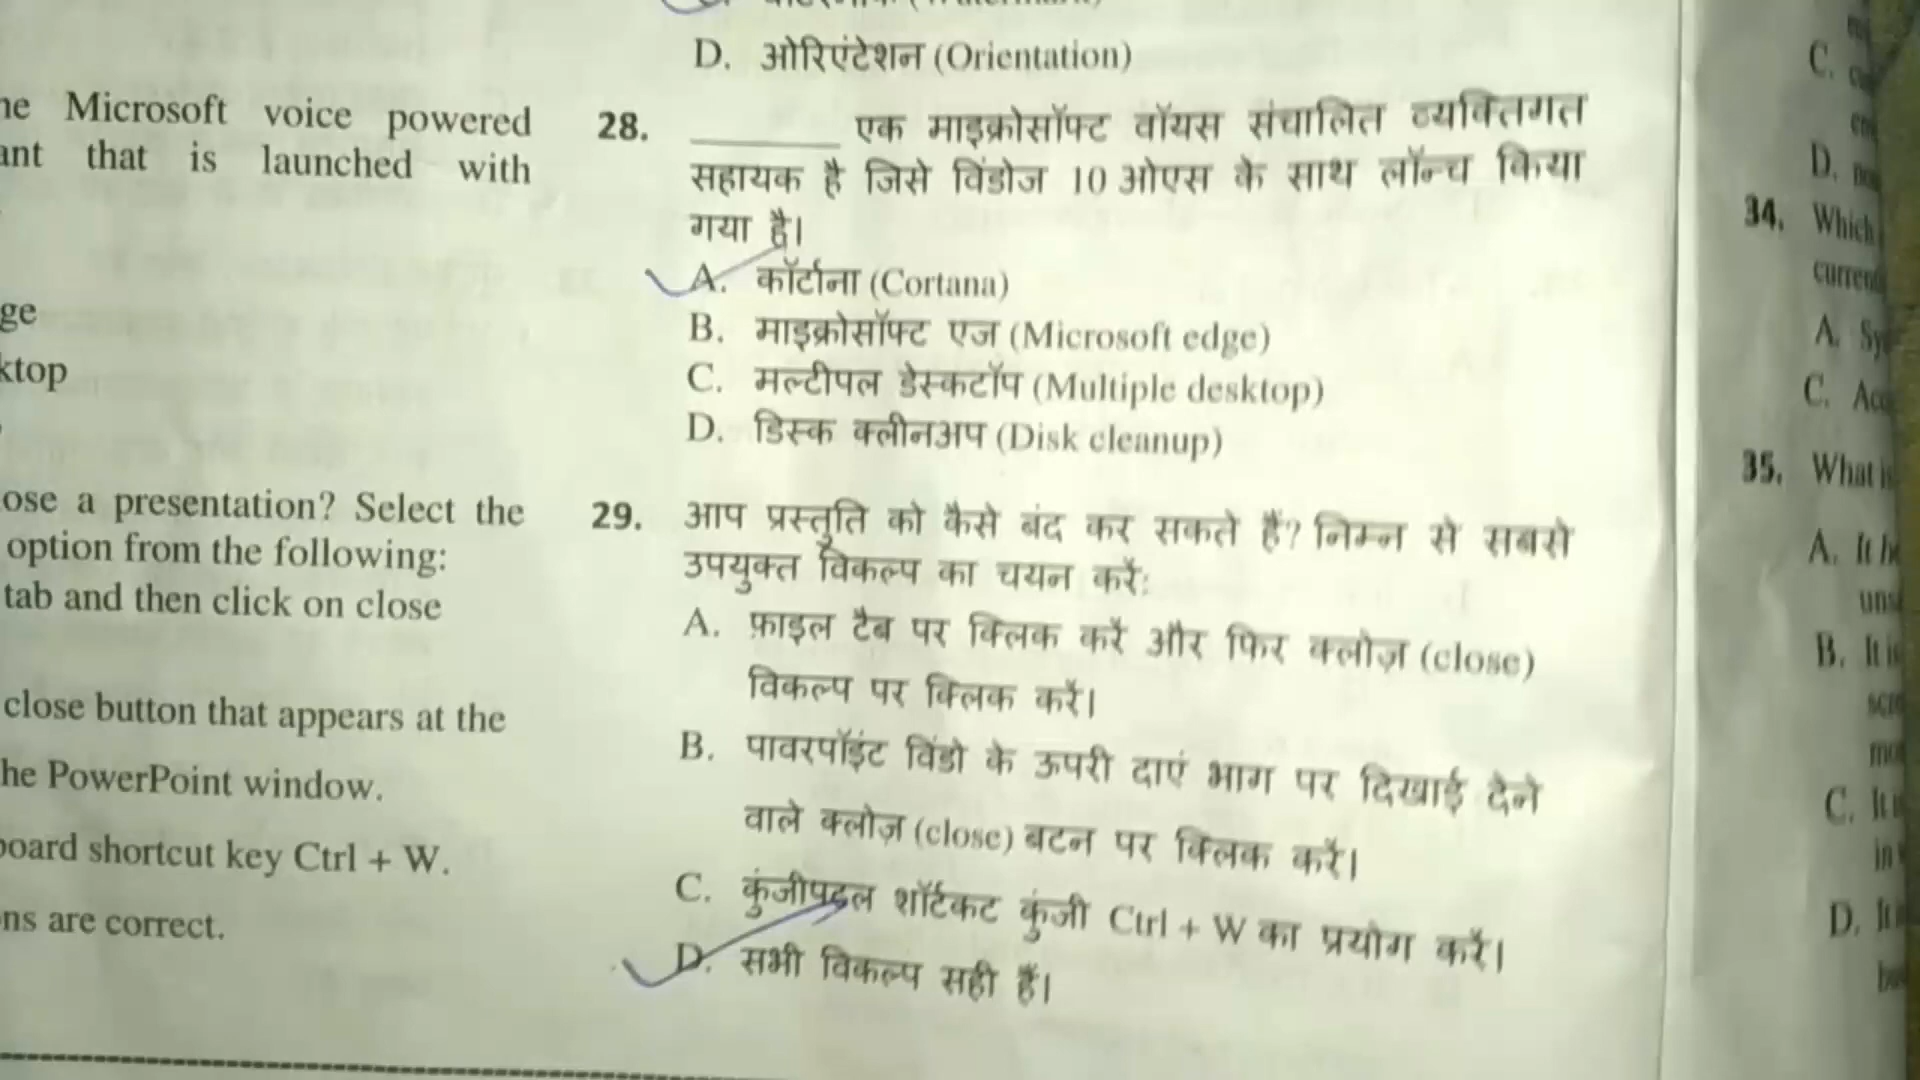 D. ओरिएंटेशन (Orientation)
Microsoft voice powered
that is launched with
ge
ktop
ose a presentation? Select the
option from the following:
tab and then click on close
close button that appears at the
he PowerPoint window.
board shortcut key Ctrl + W.
ns are correct.
28. ______ एक माइक्रोसॉफ्ट वॉयस संचालित व्यक्तिगत
सहायक है जिसे विंडोज 10 ओएस के साथ लॉन्च किया
गया है।
A. कॉर्टाना (Cortana)
B. माइक्रोसॉफ्ट एज (Microsoft edge)
C. मल्टीपल डेस्कटॉप (Multiple desktop)
D. डिस्क क्लीनअप (Disk cleanup)
29. आप प्रस्तुति को कैसे बंद कर सकते हैं? निम्न से सबसे
उपयुक्त विकल्प का चयन करें:
A. फ़ाइल टैब पर क्लिक करें और फिर क्लोज़ (close)
विकल्प पर क्लिक करें।
B. पावरपॉइंट विंडो के ऊपरी दाएं भाग पर दिखाई देने
वाले क्लोज़ (close) बटन पर क्लिक करें।
C. कुंजीपटल शॉर्टकट कुंजी Ctrl + W का प्रयोग करें।
D. सभी विकल्प सही हैं।
C.
D.
34. Which
A.
C.
35. What
A. It
B. It
C.
D.